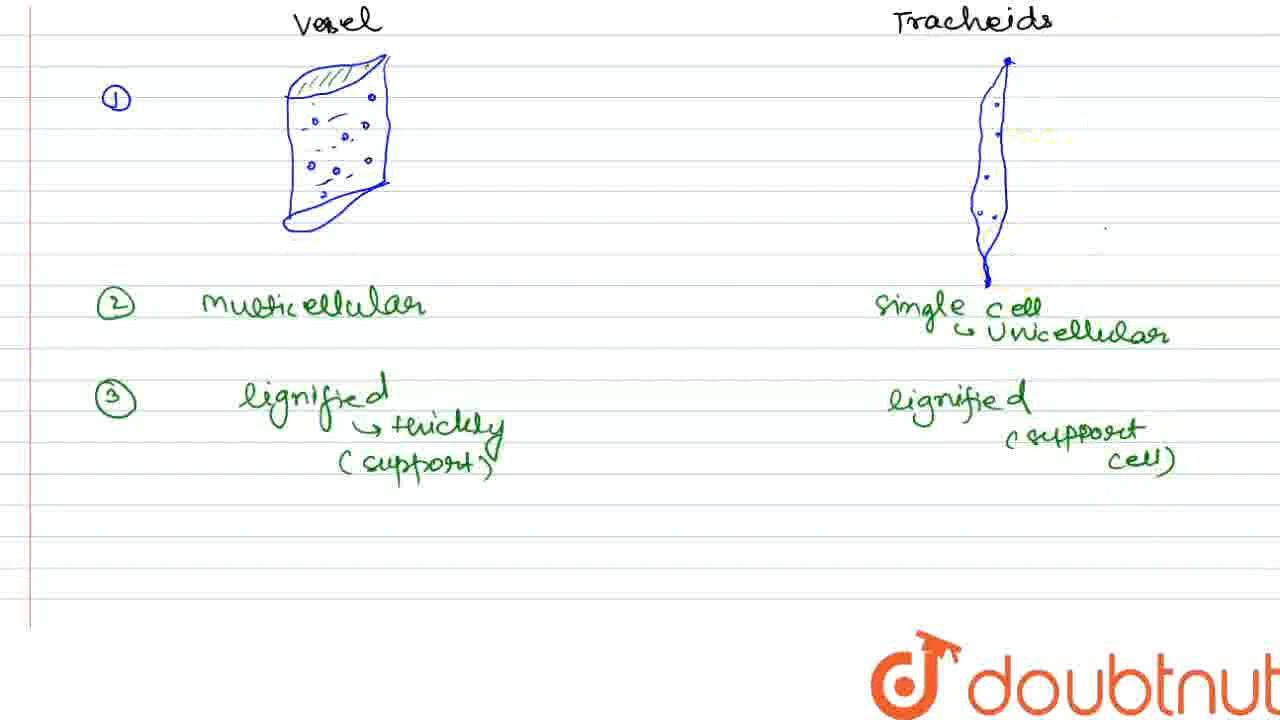 Vessel
Tracheids
1
2 multicellular
single cell
↳ Unicellular
3 lignified
↳ thickly
(support)
lignified
(support
cell)
doubtnut